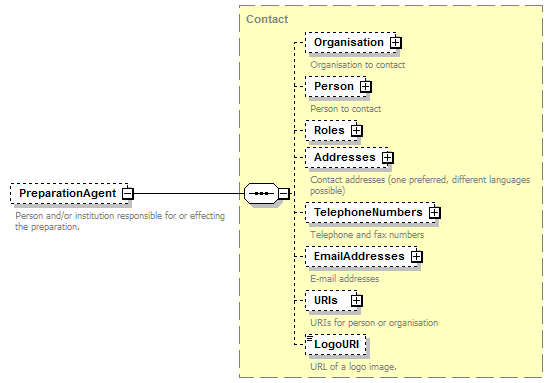 Contact
Organisation
Organisation to contact
Person
Person to contact
Roles
Addresses
Contact addresses (one preferred, different languages
possible)
PreparationAgent
Person and/or institution responsible for or effecting
the preparation.
TelephoneNumbers
Telephone and fax numbers
EmailAddresses
E-mail addresses
URIs
URIs for person or organisation
LogoURI
URL of a logo image.